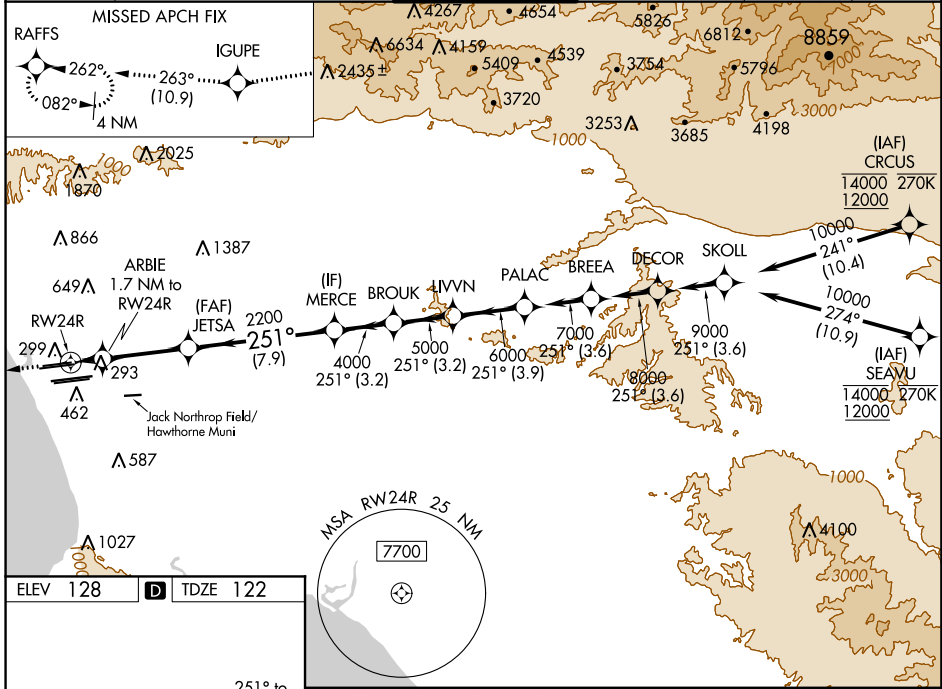 MISSED APCH FIX
RAFFS
IGUPE
262°
263°
(10.9)
082°
4 NM
4267
4654
5826
6634
4159
6812
8859
2435±
5409
4539
3754
5796
1000
3720
3000
3253
3685
4198
1000
2025
1000
1870
(IAF)
CRCUS
14000 270K
12000
866
1387
10000
241°
(10.4)
649
ARBIE
1.7 NM to
RW24R
(FAF)
JETSA
(IF)
MERCE
BROUK
LIVVN
PALAC
BREEA
DECOR
SKOLL
RW24R
299
293
2200
251°
(7.9)
4000
251° (3.2)
5000
251° (3.2)
6000
251° (3.9)
7000
251° (3.6)
8000
251° (3.6)
9000
251° (3.6)
10000
274°
(10.9)
(IAF)
SEAVU
14000 270K
12000
462
Jack Northrop Field/
Hawthorne Muni
587
1000
MSA RW24R 25 NM
7700
4100
3000
1027
1000
ELEV 128
D
TDZE 122
251° to